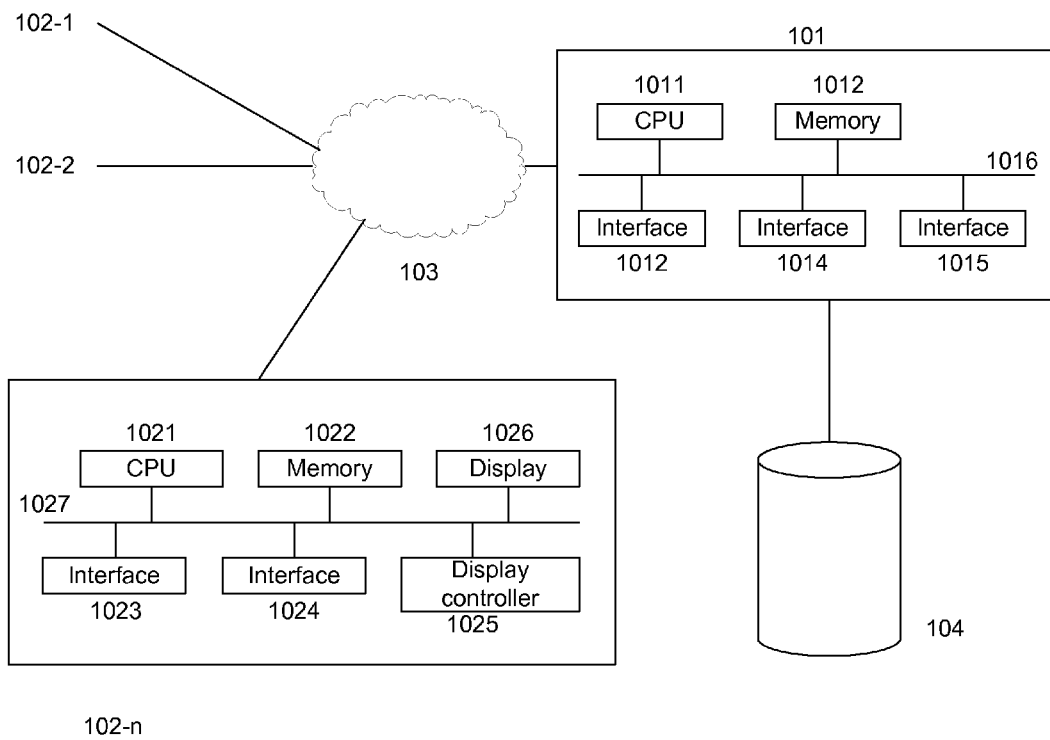 102-1
101
1011
1012
CPU
Memory
102-2
1016
Interface
Interface
Interface
1012
1014
1015
103
1021
1022
1026
CPU
Memory
Display
1027
Interface
Interface
Display
controller
1023
1024
1025
104
102-n